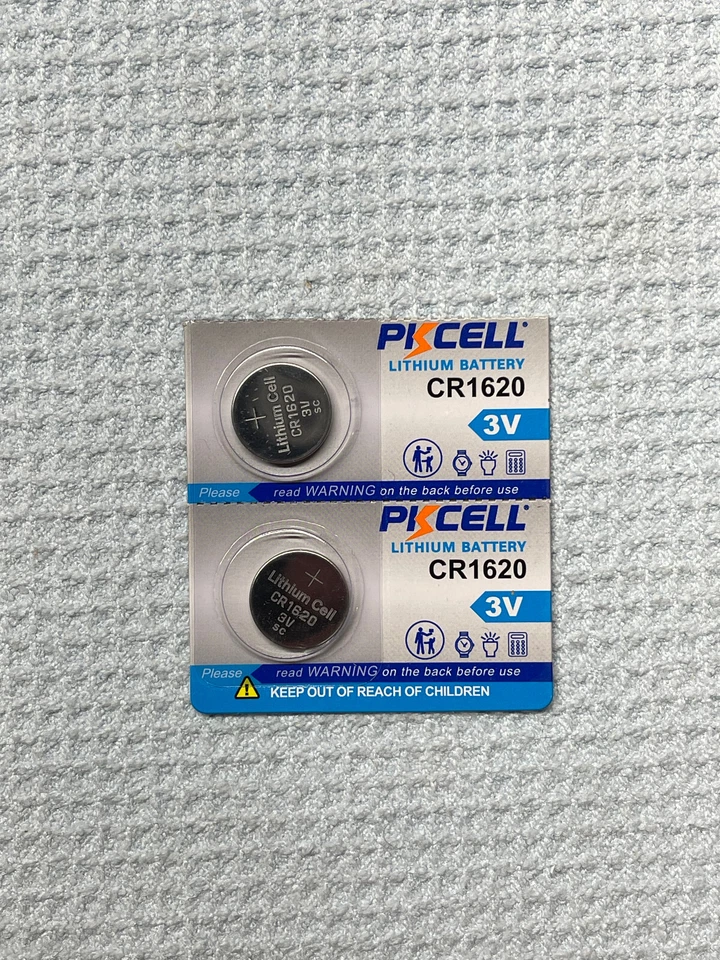 PKCELL
LITHIUM BATTERY
CR1620
3V
+
Lithium Cell
CR1620
3V
SC
Please read WARNING on the back before use
PKCELL
LITHIUM BATTERY
CR1620
3V
+
Lithium Cell
CR1620
3V
SC
Please read WARNING on the back before use
! KEEP OUT OF REACH OF CHILDREN